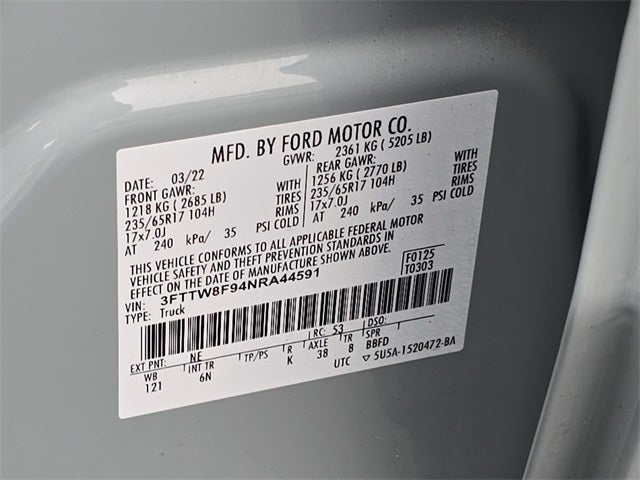 MFD. BY FORD MOTOR CO.
DATE: 03/22 GVWR: 2361 KG ( 5205 LB)
FRONT GAWR: REAR GAWR:
1218 KG ( 2685 LB) WITH 1256 KG ( 2770 LB) WITH
235/65R17 104H TIRES 235/65R17 104H TIRES
17x7.0J RIMS 17x7.0J RIMS
AT 240 kPa/ 35 PSI COLD AT 240 kPa/ 35 PSI COLD
THIS VEHICLE CONFORMS TO ALL APPLICABLE FEDERAL MOTOR
VEHICLE SAFETY AND THEFT PREVENTION STANDARDS IN
EFFECT ON THE DATE OF MANUFACTURE SHOWN ABOVE.
VIN: 3FTTW8F94NRA44591 F0125
TYPE: Truck T0303
EXT PNT: NE RC: 53 DSO:
WB INT TR TP/PS R AXLE TR SPR
121 6N K 38 8 BBFD
UTC ▽ 5U5A-1520472-BA